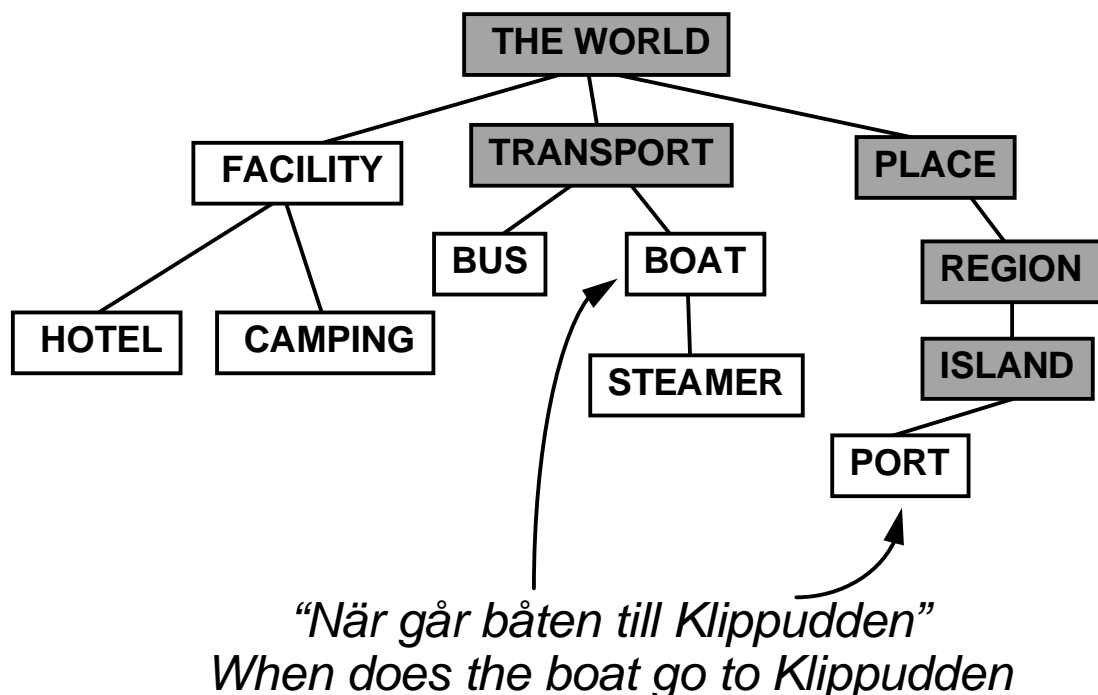 THE WORLD
FACILITY
TRANSPORT
PLACE
BUS
BOAT
REGION
HOTEL
CAMPING
STEAMER
ISLAND
PORT
“När går båten till Klippudden”
When does the boat go to Klippudden